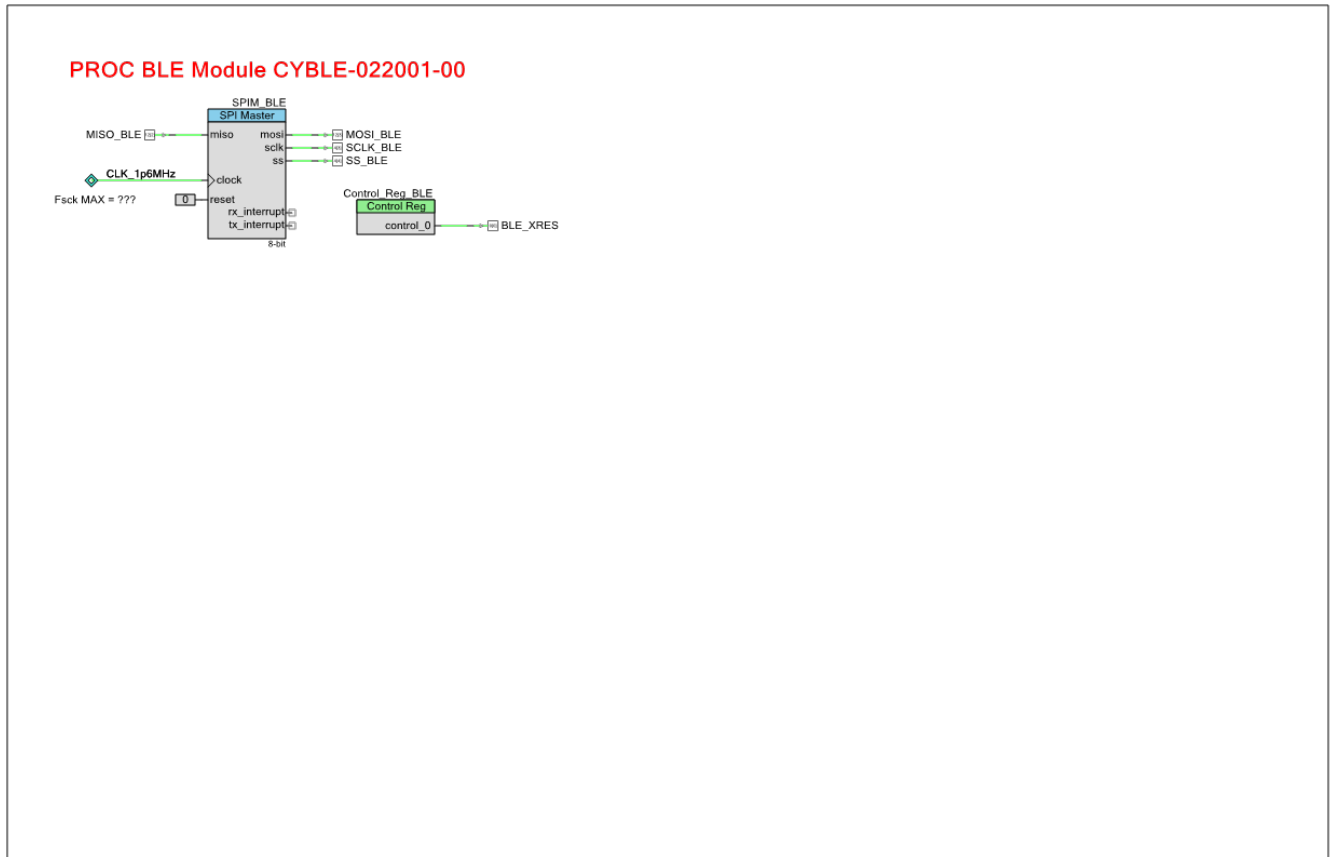 PROC BLE Module CYBLE-022001-00
SPIM_BLE
SPI Master
MISO_BLE
miso
mosi
MOSI_BLE
sclk
SCLK_BLE
ss
SS_BLE
CLK_1p6MHz
clock
Fsck MAX = ???
0
reset
rx_interrupt
tx_interrupt
8-bit
Control_Reg_BLE
Control Reg
control_0
BLE_XRES